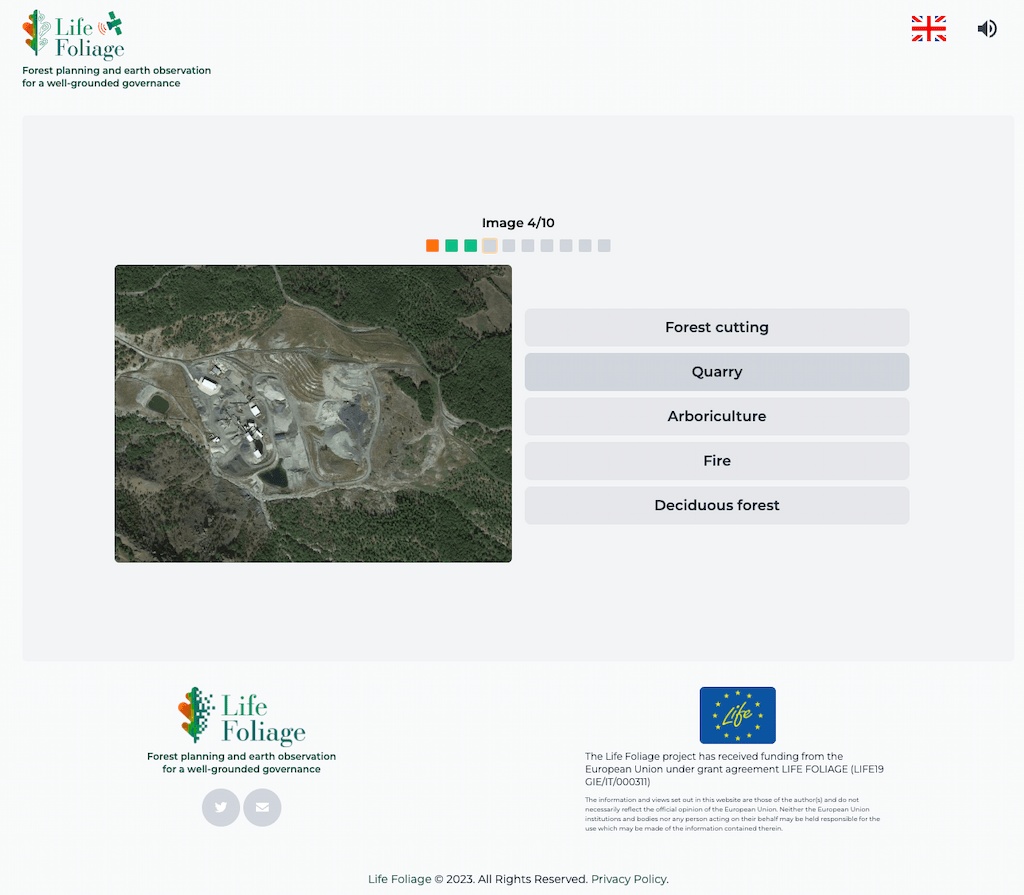 Life
Foliage
Forest planning and earth observation
for a well-grounded governance
Image 4/10
Forest cutting
Quarry
Arboriculture
Fire
Deciduous forest
Life
Foliage
Forest planning and earth observation
for a well-grounded governance
Life
The Life Foliage project has received funding from the
European Union under grant agreement LIFE FOLIAGE (LIFE19
GIE/IT/000311)
The information and views set out in this website are those of the author(s) and do not
necessarily reflect the official opinion of the European Union. Neither the European Union
institutions and bodies nor any person acting on their behalf may be held responsible for the
use which may be made of the information contained therein.
Life Foliage © 2023. All Rights Reserved. Privacy Policy.